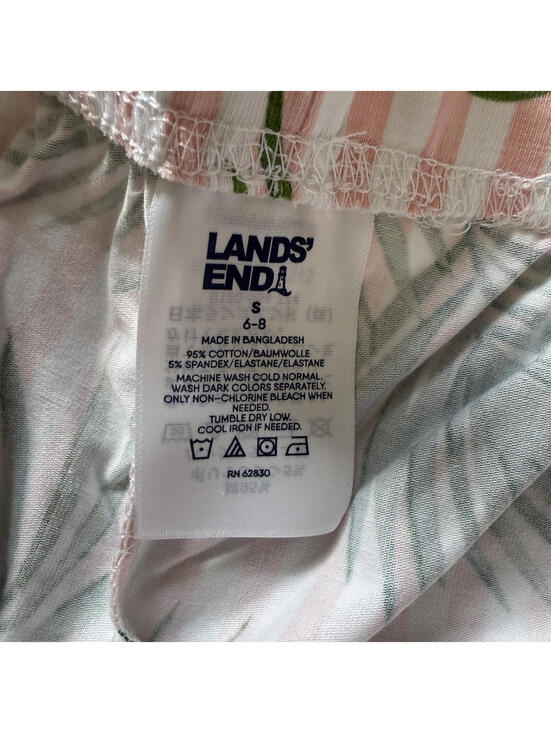 LANDS'
END
S
6-8
MADE IN BANGLADESH
95% COTTON/BAUMWOLLE
5% SPANDEX/ELASTANE/ELASTANE
MACHINE WASH COLD NORMAL.
WASH DARK COLORS SEPARATELY.
ONLY NON-CHLORINE BLEACH WHEN
NEEDED.
TUMBLE DRY LOW.
COOL IRON IF NEEDED.
RN 62830